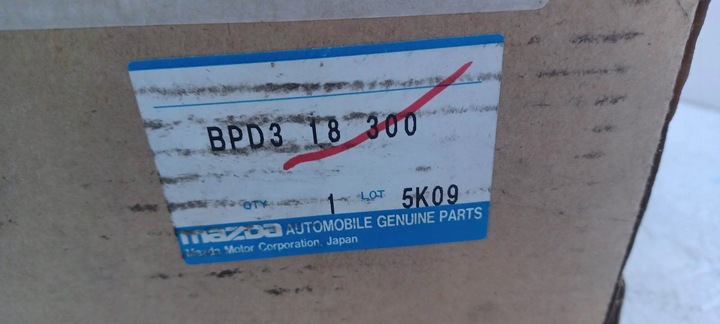 BPD3 18 300
QTY 1 LOT 5K09
mazda AUTOMOBILE GENUINE PARTS
Mazda Motor Corporation, Japan